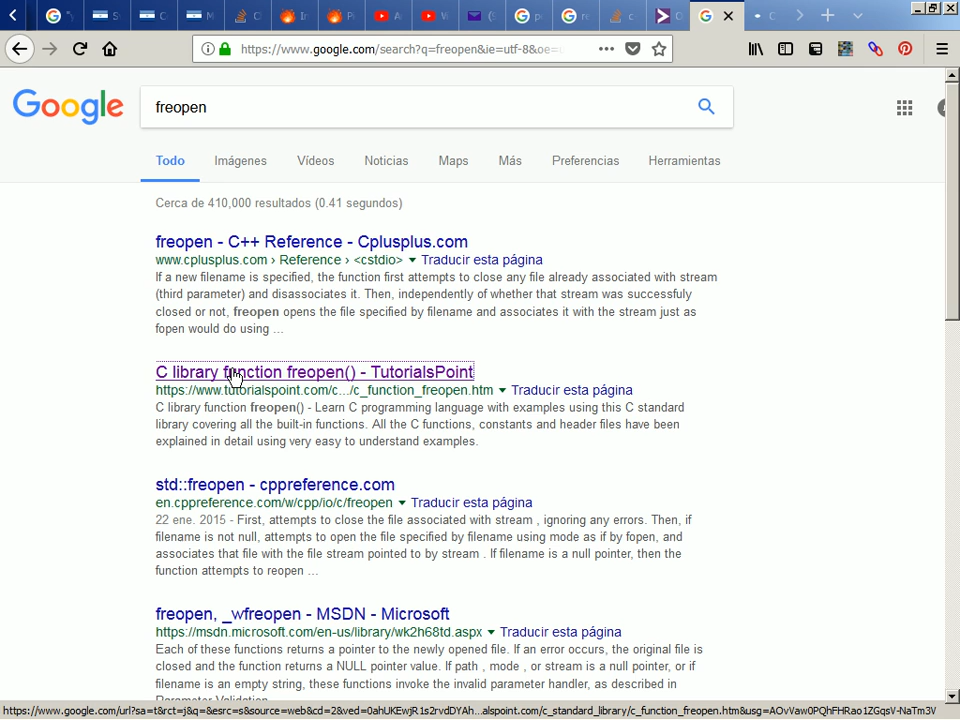 https://www.google.com/search?q=freopen&ie=utf-8&oe=
Google
freopen
Todo
Imágenes
Vídeos
Noticias
Maps
Más
Preferencias
Herramientas
Cerca de 410,000 resultados (0.41 segundos)
freopen - C++ Reference - Cplusplus.com
www.cplusplus.com › Reference › <cstdio> ▼ Traducir esta página
If a new filename is specified, the function first attempts to close any file already associated with stream
(third parameter) and disassociates it. Then, independently of whether that stream was successfuly
closed or not, freopen opens the file specified by filename and associates it with the stream just as
fopen would do using ...
C library function freopen() - TutorialsPoint
https://www.tutorialspoint.com/c.../c_function_freopen.htm ▼ Traducir esta página
C library function freopen() - Learn C programming language with examples using this C standard
library covering all the built-in functions. All the C functions, constants and header files have been
explained in detail using very easy to understand examples.
std::freopen - cppreference.com
en.cppreference.com/w/cpp/io/c/freopen ▼ Traducir esta página
22 ene. 2015 - First, attempts to close the file associated with stream , ignoring any errors. Then, if
filename is not null, attempts to open the file specified by filename using mode as if by fopen, and
associates that file with the file stream pointed to by stream . If filename is a null pointer, then the
function attempts to reopen ...
freopen, _wfreopen - MSDN - Microsoft
https://msdn.microsoft.com/en-us/library/wk2h68td.aspx ▼ Traducir esta página
Each of these functions returns a pointer to the newly opened file. If an error occurs, the original file is
closed and the function returns a NULL pointer value. If path , mode , or stream is a null pointer, or if
filename is an empty string, these functions invoke the invalid parameter handler, as described in
Parameter Validation
https://www.google.com/url?sa=t&rct=j&q=&esrc=s&source=web&cd=2&ved=0ahUKEwjR1s2rvdDYAh...alspoint.com/c_standard_library/c_function_freopen.htm&usg=AOvVaw0PQhFHRao1ZGqsV-NaTm3V